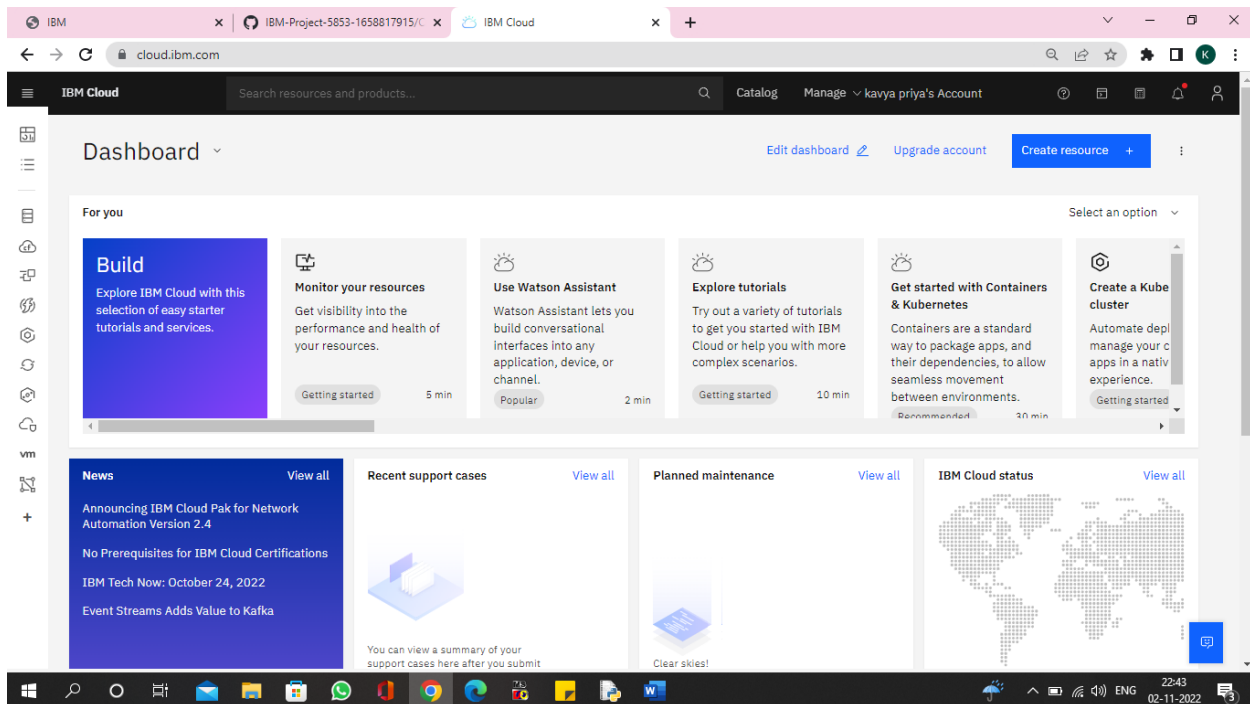 IBM
IBM-Project-5853-1658817915/C
IBM Cloud
cloud.ibm.com
K
IBM Cloud
Search resources and products...
Catalog
Manage
kavya priya's Account
Dashboard
Edit dashboard
Upgrade account
Create resource +
For you
Select an option
Build
Explore IBM Cloud with this
selection of easy starter
tutorials and services.
Monitor your resources
Get visibility into the
performance and health of
your resources.
Getting started
5 min
Use Watson Assistant
Watson Assistant lets you
build conversational
interfaces into any
application, device, or
channel.
Popular
2 min
Explore tutorials
Try out a variety of tutorials
to get you started with IBM
Cloud or help you with more
complex scenarios.
Getting started
10 min
Get started with Containers
& Kubernetes
Containers are a standard
way to package apps, and
their dependencies, to allow
seamless movement
between environments.
Recommended
30 min
Create a Kube
cluster
Automate depl
manage your c
apps in a nativ
experience.
Getting started
vm
News
View all
Announcing IBM Cloud Pak for Network
Automation Version 2.4
No Prerequisites for IBM Cloud Certifications
IBM Tech Now: October 24, 2022
Event Streams Adds Value to Kafka
Recent support cases
View all
You can view a summary of your
support cases here after you submit
Planned maintenance
View all
Clear skies!
IBM Cloud status
View all
ENG
22:43
02-11-2022
3